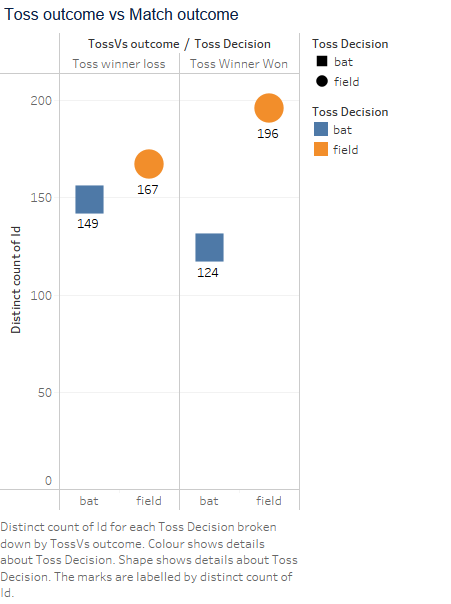 Toss outcome vs Match outcome
TossVs outcome / Toss Decision
Toss winner loss
Toss Winner Won
Toss Decision
bat
field
Toss Decision
bat
field
Distinct count of Id
200
150
100
50
0
149
167
124
196
bat
field
bat
field
Distinct count of Id for each Toss Decision broken
down by TossVs outcome. Colour shows details
about Toss Decision. Shape shows details about Toss
Decision. The marks are labelled by distinct count of
Id.